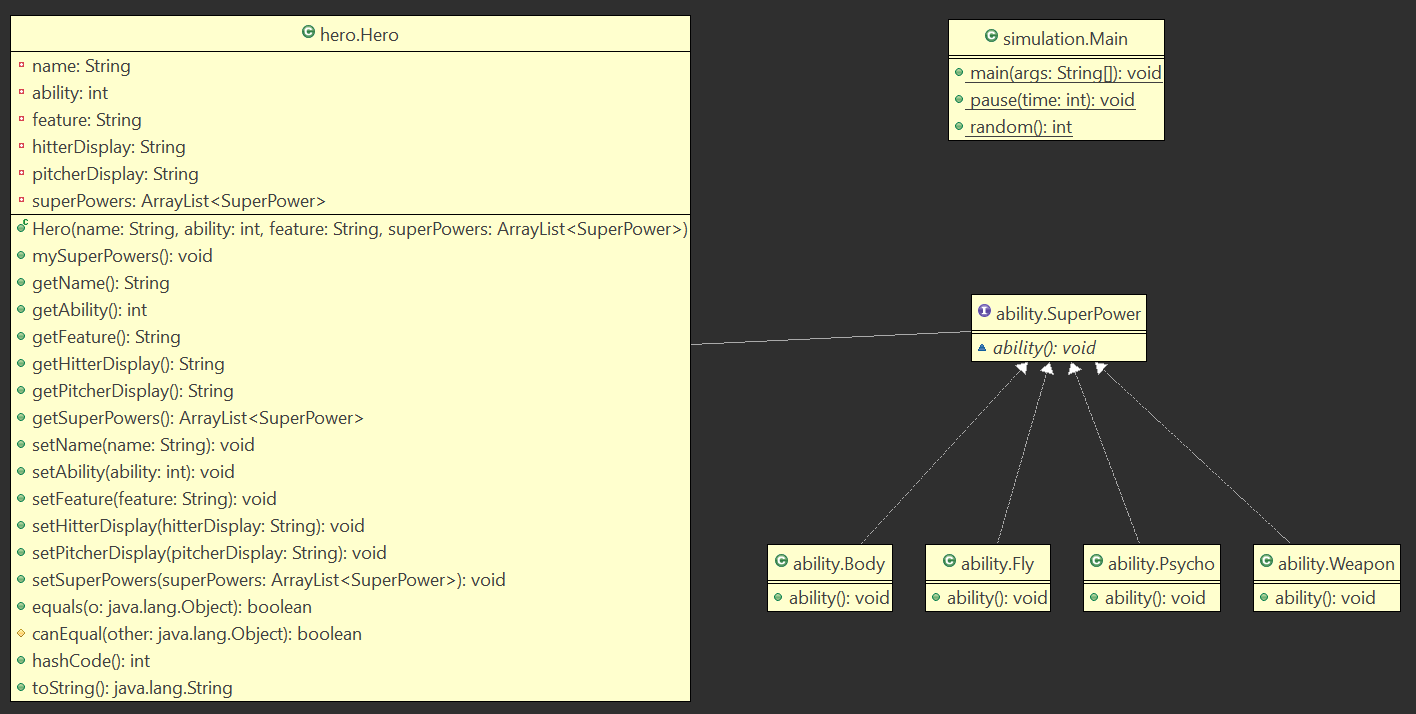 hero.Hero
name: String
ability: int
feature: String
hitterDisplay: String
pitcherDisplay: String
superPowers: ArrayList<SuperPower>
Hero(name: String, ability: int, feature: String, superPowers: ArrayList<SuperPower>)
mySuperPowers(): void
getName(): String
getAbility(): int
getFeature(): String
getHitterDisplay(): String
getPitcherDisplay(): String
getSuperPowers(): ArrayList<SuperPower>
setName(name: String): void
setAbility(ability: int): void
setFeature(feature: String): void
setHitterDisplay(hitterDisplay: String): void
setPitcherDisplay(pitcherDisplay: String): void
setSuperPowers(superPowers: ArrayList<SuperPower>): void
equals(o: java.lang.Object): boolean
canEqual(other: java.lang.Object): boolean
hashCode(): int
toString(): java.lang.String
simulation.Main
main(args: String[]): void
pause(time: int): void
random(): int
ability.SuperPower
ability(): void
ability.Body
ability(): void
ability.Fly
ability(): void
ability.Psycho
ability(): void
ability.Weapon
ability(): void